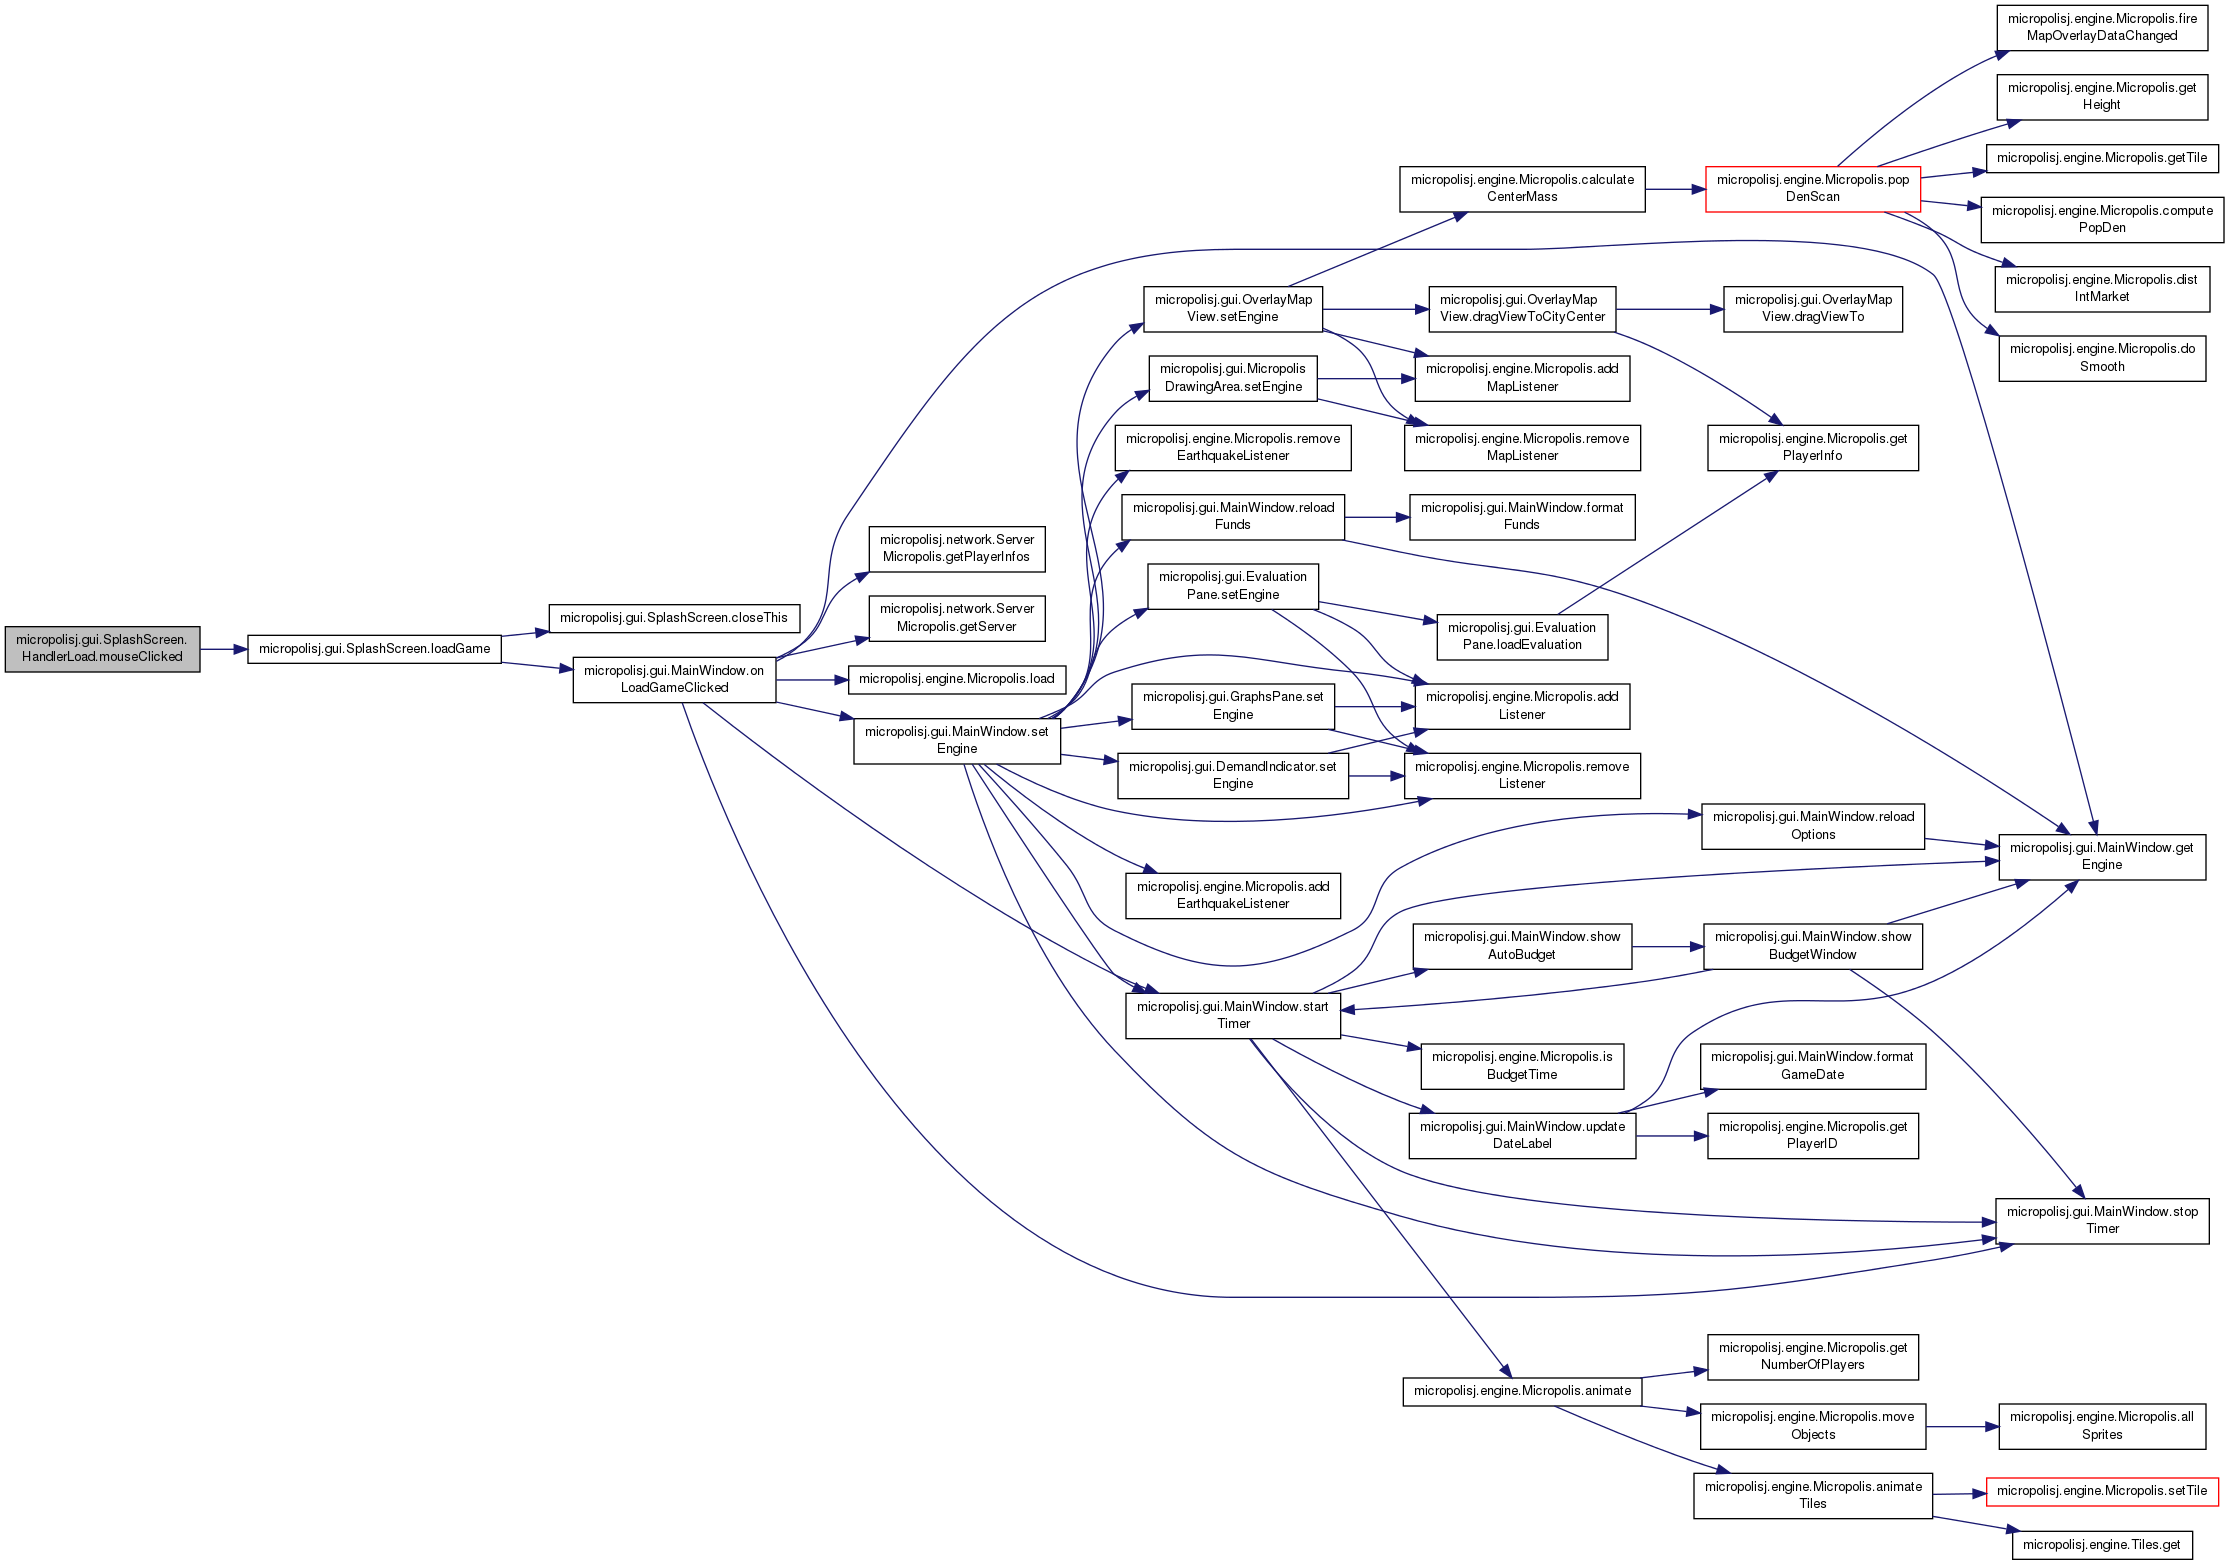 micropolisj.gui.SplashScreen.
HandlerLoad.mouseClicked
micropolisj.gui.SplashScreen.loadGame
micropolisj.gui.SplashScreen.closeThis
micropolisj.gui.MainWindow.on
LoadGameClicked
micropolisj.network.Server
Micropolis.getPlayerInfos
micropolisj.network.Server
Micropolis.getServer
micropolisj.engine.Micropolis.load
micropolisj.gui.MainWindow.set
Engine
micropolisj.gui.OverlayMap
View.setEngine
micropolisj.gui.Micropolis
DrawingArea.setEngine
micropolisj.engine.Micropolis.remove
EarthquakeListener
micropolisj.gui.MainWindow.reload
Funds
micropolisj.gui.Evaluation
Pane.setEngine
micropolisj.gui.GraphsPane.set
Engine
micropolisj.gui.DemandIndicator.set
Engine
micropolisj.engine.Micropolis.add
EarthquakeListener
micropolisj.gui.MainWindow.start
Timer
micropolisj.engine.Micropolis.calculate
CenterMass
micropolisj.gui.OverlayMap
View.dragViewToCityCenter
micropolisj.engine.Micropolis.add
MapListener
micropolisj.engine.Micropolis.remove
MapListener
micropolisj.gui.MainWindow.format
Funds
micropolisj.gui.Evaluation
Pane.loadEvaluation
micropolisj.engine.Micropolis.add
Listener
micropolisj.engine.Micropolis.remove
Listener
micropolisj.gui.MainWindow.show
AutoBudget
micropolisj.engine.Micropolis.is
BudgetTime
micropolisj.gui.MainWindow.update
DateLabel
micropolisj.engine.Micropolis.animate
micropolisj.engine.Micropolis.pop
DenScan
micropolisj.gui.OverlayMap
View.dragViewTo
micropolisj.engine.Micropolis.get
PlayerInfo
micropolisj.gui.MainWindow.reload
Options
micropolisj.gui.MainWindow.show
BudgetWindow
micropolisj.gui.MainWindow.format
GameDate
micropolisj.engine.Micropolis.get
PlayerID
micropolisj.engine.Micropolis.get
NumberOfPlayers
micropolisj.engine.Micropolis.move
Objects
micropolisj.engine.Micropolis.animate
Tiles
micropolisj.engine.Micropolis.fire
MapOverlayDataChanged
micropolisj.engine.Micropolis.get
Height
micropolisj.engine.Micropolis.getTile
micropolisj.engine.Micropolis.compute
PopDen
micropolisj.engine.Micropolis.dist
IntMarket
micropolisj.engine.Micropolis.do
Smooth
micropolisj.gui.MainWindow.get
Engine
micropolisj.gui.MainWindow.stop
Timer
micropolisj.engine.Micropolis.all
Sprites
micropolisj.engine.Micropolis.setTile
micropolisj.engine.Tiles.get